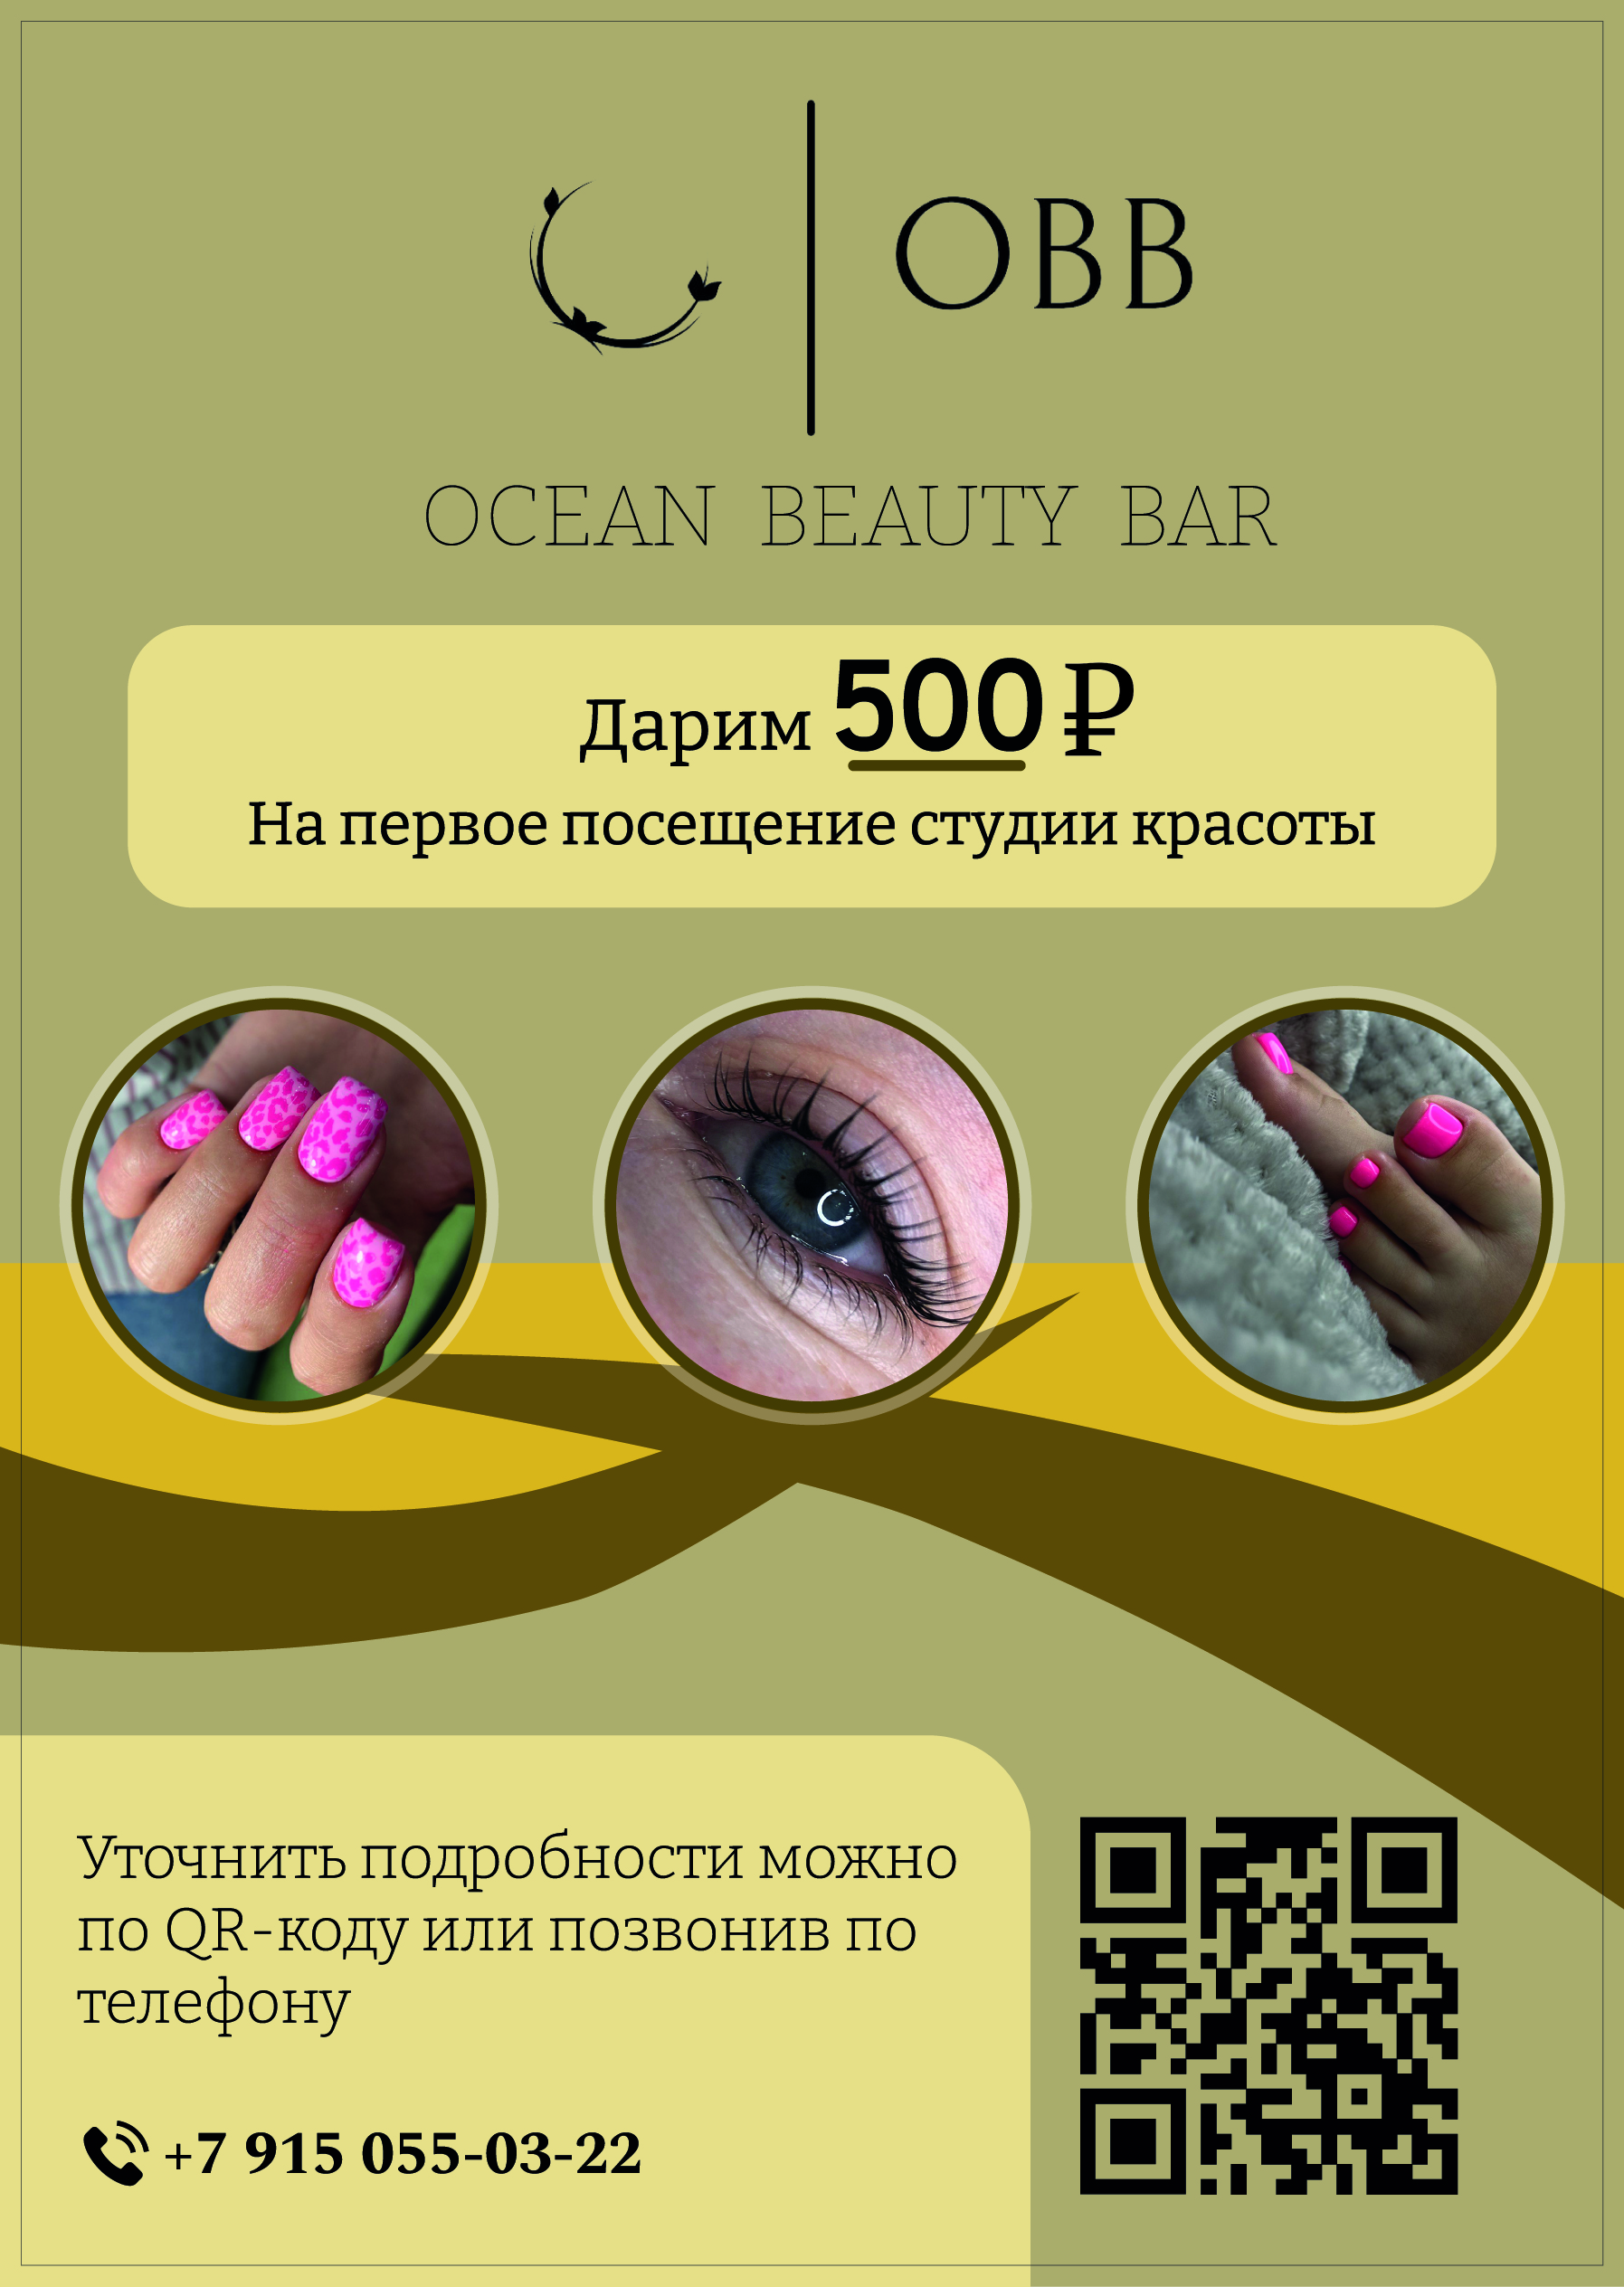 OBB
OCEAN BEAUTY BAR
Дарим 500 ₽
На первое посещение студии красоты
Уточнить подробности можно
по QR-коду или позвонив по
телефону
+7 915 055-03-22